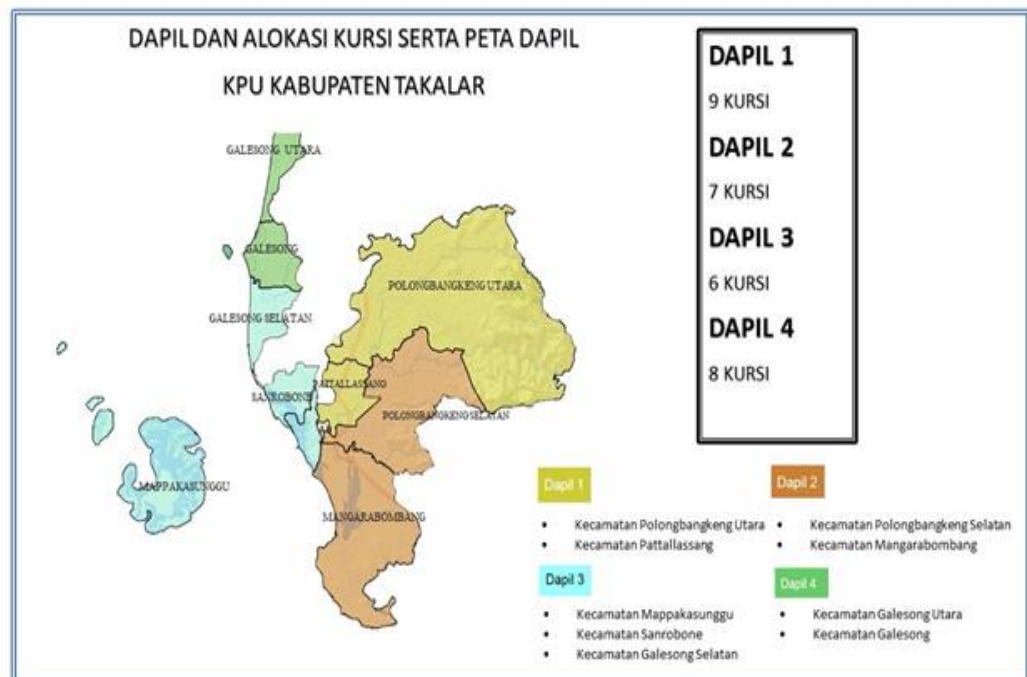 DAPIL DAN ALOKASI KURSI SERTA PETA DAPIL
KPU KABUPATEN TAKALAR
DAPIL 1
9 KURSI
DAPIL 2
7 KURSI
DAPIL 3
6 KURSI
DAPIL 4
8 KURSI
GALESONG UTARA
GALESONG
GALESONG SELATAN
POLONGBANGKENG UTARA
PATTALLASSANG
SANROBONE
POLONGBANGKENG SELATAN
MAPPAKASUNGGU
MANGARABOMBANG
Dapil 1
• Kecamatan Polongbangkeng Utara
• Kecamatan Pattallassang
Dapil 2
• Kecamatan Polongbangkeng Selatan
• Kecamatan Mangarabombang
Dapil 3
• Kecamatan Mappakasunggu
• Kecamatan Sanrobone
• Kecamatan Galesong Selatan
Dapil 4
• Kecamatan Galesong Utara
• Kecamatan Galesong